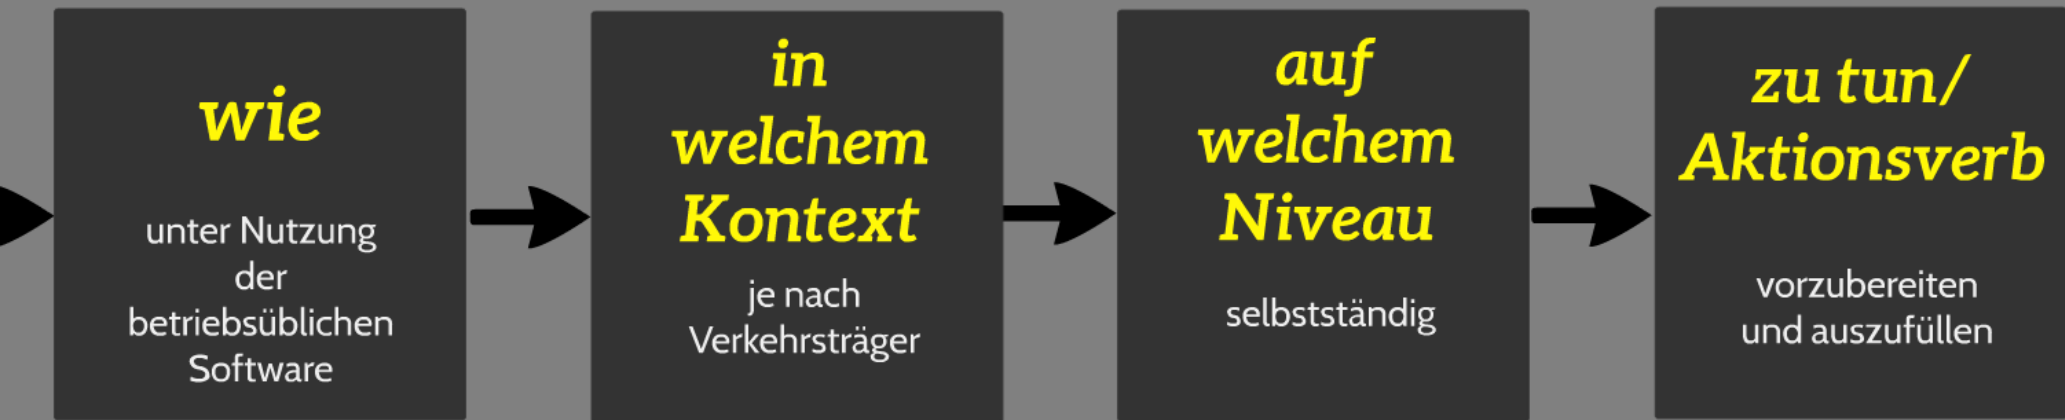 wie
unter Nutzung
der
betriebsüblichen
Software
in
welchem
Kontext
je nach
Verkehrsträger
auf
welchem
Niveau
selbstständig
zu tun/
Aktionsverb
vorzubereiten
und auszufüllen